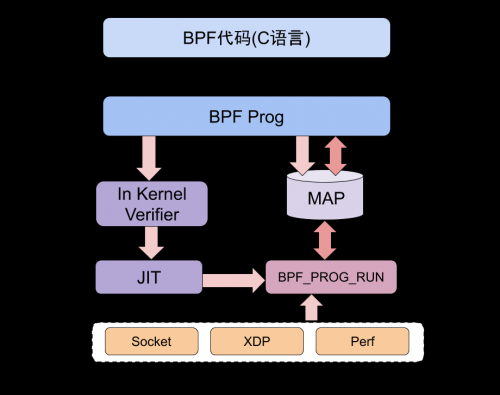 BPF代码(C语言)
BPF Prog
In Kernel
Verifier
MAP
JIT
BPF_PROG_RUN
Socket
XDP
Perf